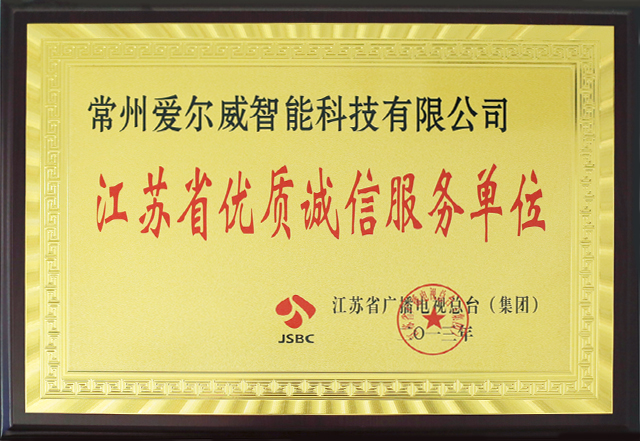 常州爱尔威智能科技有限公司
江苏省优质诚信服务单位
JSBC
江苏省广播电视总台（集团）
〇一三年